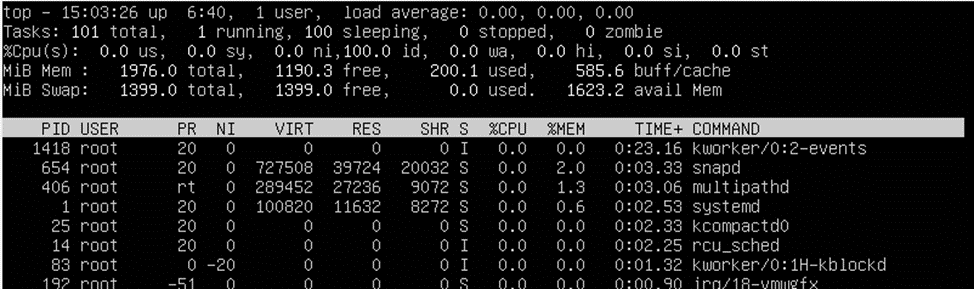 top - 15:03:26 up  6:40,  1 user,  load average: 0.00, 0.00, 0.00
Tasks: 101 total,   1 running, 100 sleeping,   0 stopped,   0 zombie
%Cpu(s):  0.0 us,  0.0 sy,  0.0 ni,100.0 id,  0.0 wa,  0.0 hi,  0.0 si,  0.0 st
MiB Mem :   1976.0 total,   1190.3 free,    200.1 used,    585.6 buff/cache
MiB Swap:   1399.0 total,   1399.0 free,      0.0 used.   1623.2 avail Mem
PID USER      PR  NI    VIRT    RES    SHR S  %CPU  %MEM     TIME+ COMMAND
1418 root      20   0       0      0      0 I   0.0   0.0   0:23.16 kworker/0:2-events
654 root      20   0  727508  39724  20032 S   0.0   2.0   0:03.33 snapd
406 root      rt   0  289452  27236   9072 S   0.0   1.3   0:03.06 multipathd
1 root      20   0  100820  11632   8272 S   0.0   0.6   0:02.53 systemd
25 root      20   0       0      0      0 S   0.0   0.0   0:02.33 kcompactd0
14 root      20   0       0      0      0 I   0.0   0.0   0:02.25 rcu_sched
83 root       0 -20       0      0      0 I   0.0   0.0   0:01.32 kworker/0:1H-kblockd
192 root     -51   0       0      0      0 S   0.0   0.0   0:00.90 irq/18-vmwgfx